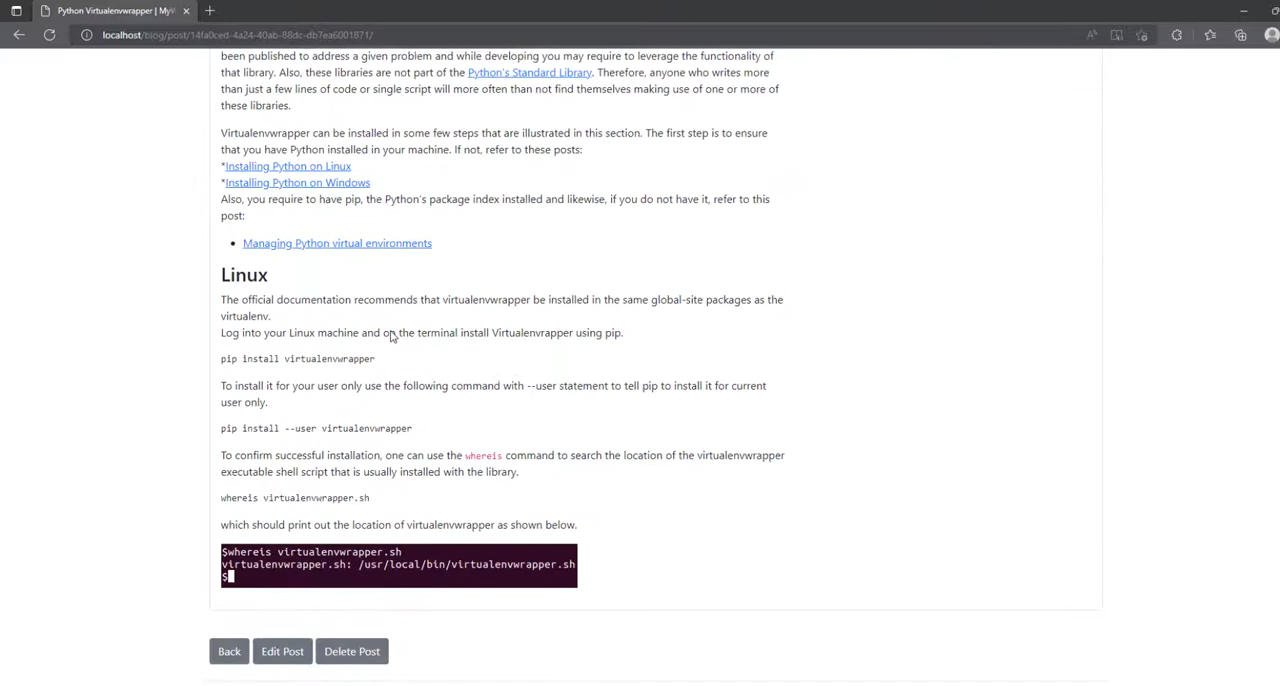 Python Virtualenvwrapper | MyW
localhost/blog/post/14fa0ced-4a24-40ab-88dc-db7ea6001871/
been published to address a given problem and while developing you may require to leverage the functionality of
that library. Also, these libraries are not part of the Python's Standard Library. Therefore, anyone who writes more
than just a few lines of code or single script will more often than not find themselves making use of one or more of
these libraries.
Virtualenvwrapper can be installed in some few steps that are illustrated in this section. The first step is to ensure
that you have Python installed in your machine. If not, refer to these posts:
*Installing Python on Linux
*Installing Python on Windows
Also, you require to have pip, the Python's package index installed and likewise, if you do not have it, refer to this
post:
• Managing Python virtual environments
Linux
The official documentation recommends that virtualenvwrapper be installed in the same global-site packages as the
virtualenv.
Log into your Linux machine and on the terminal install Virtualenvrapper using pip.
pip install virtualenvwrapper
To install it for your user only use the following command with --user statement to tell pip to install it for current
user only.
pip install --user virtualenvwrapper
To confirm successful installation, one can use the whereis command to search the location of the virtualenvwrapper
executable shell script that is usually installed with the library.
whereis virtualenvwrapper.sh
which should print out the location of virtualenvwrapper as shown below.
$whereis virtualenvwrapper.sh
virtualenvwrapper.sh: /usr/local/bin/virtualenvwrapper.sh
$
Back Edit Post Delete Post